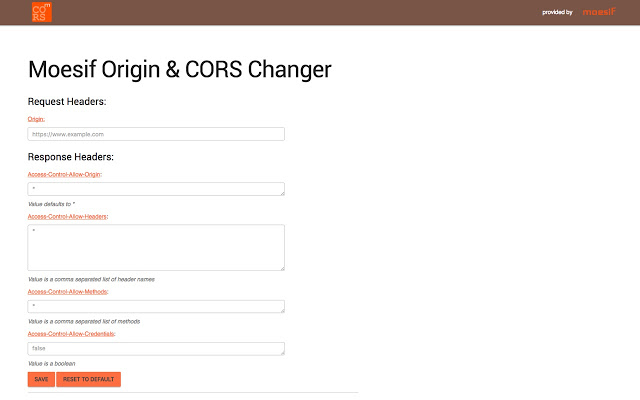 CORS
m
provided by moesif
Moesif Origin & CORS Changer
Request Headers:
Origin:
https://www.example.com
Response Headers:
Access-Control-Allow-Origin:
*
Value defaults to *
Access-Control-Allow-Headers:
*
Value is a comma separated list of header names
Access-Control-Allow-Methods:
*
Value is a comma separated list of methods
Access-Control-Allow-Credentials:
false
Value is a boolean
SAVE RESET TO DEFAULT